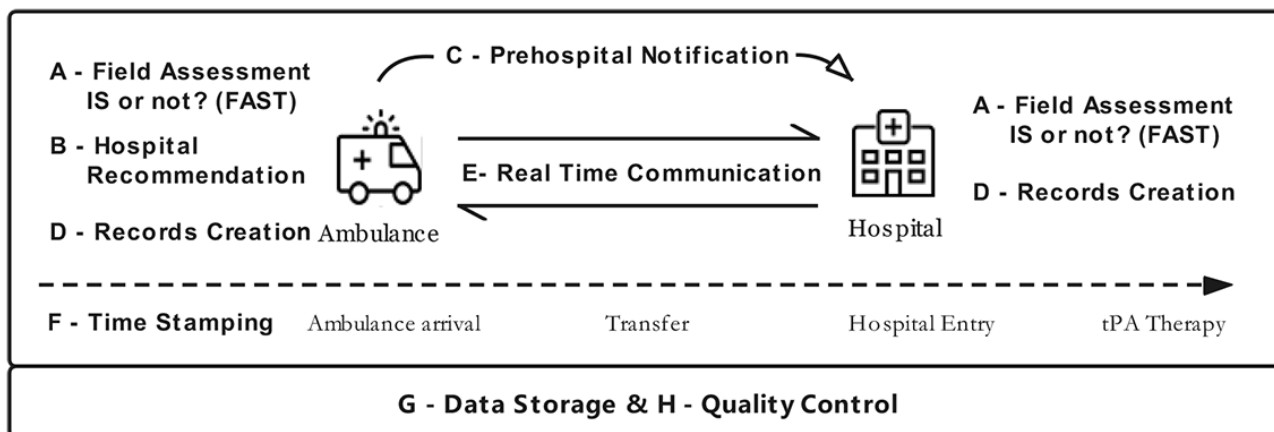 C - Prehospital Notification
A - Field Assessment
IS or not? (FAST)
B - Hospital
Recommendation
D - Records Creation
Ambulance
E- Real Time Communication
Hospital
A - Field Assessment
IS or not? (FAST)
D - Records Creation
F - Time Stamping
Ambulance arrival
Transfer
Hospital Entry
tPA Therapy
G - Data Storage & H - Quality Control